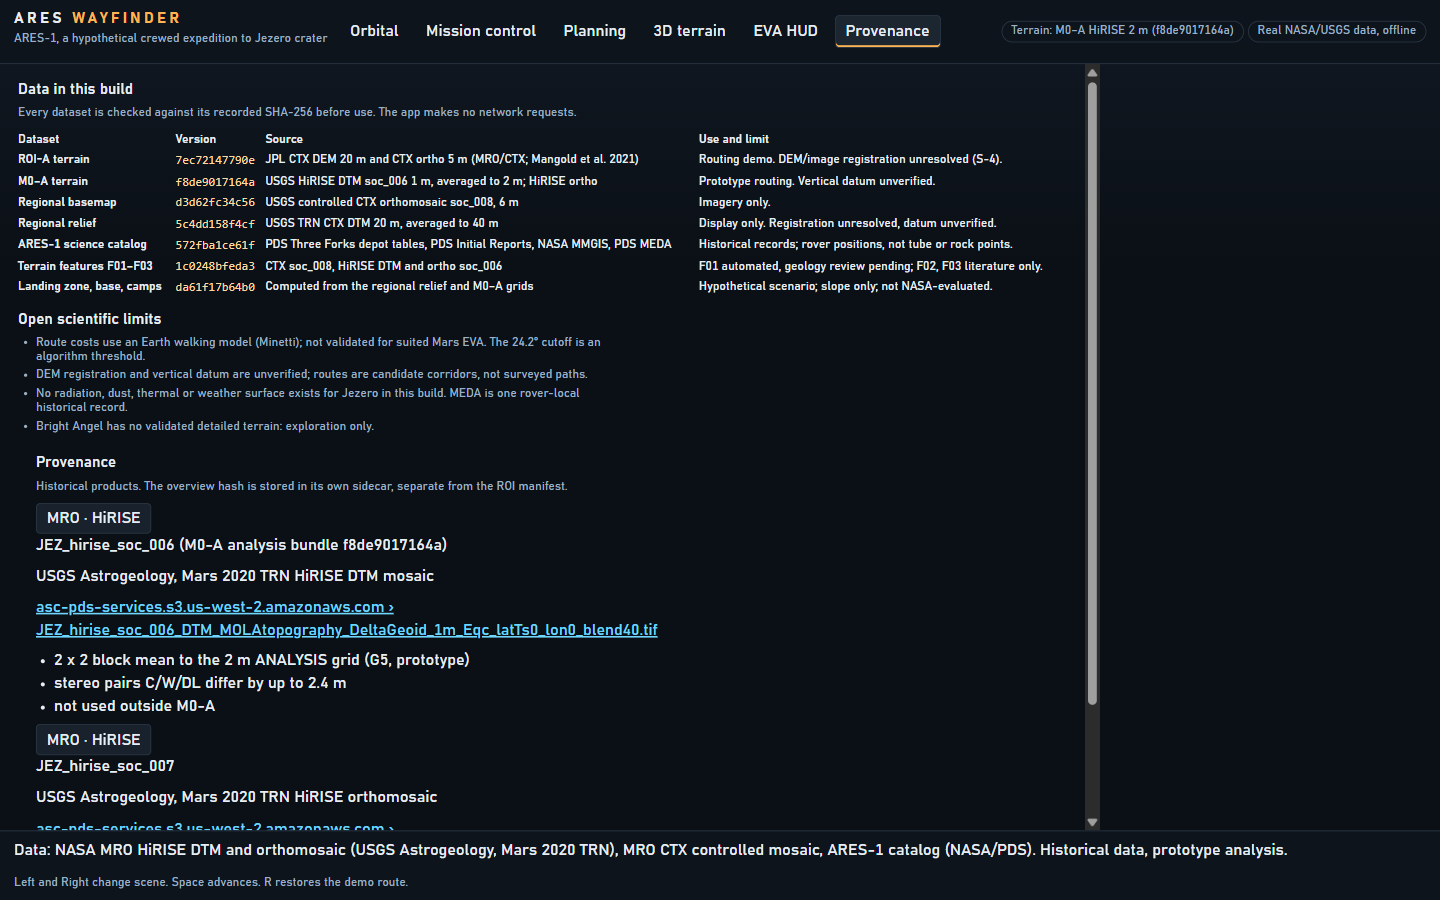 ARES WAYFINDER
ARES-1, a hypothetical crewed expedition to Jezero crater
Orbital
Mission control
Planning
3D terrain
EVA HUD
Provenance
Terrain: M0-A HiRISE 2 m (f8de9017164a)
Real NASA/USGS data, offline
Data in this build
Every dataset is checked against its recorded SHA-256 before use. The app makes no network requests.
Dataset Version Source Use and limit
ROI-A terrain 7ec72147790e JPL CTX DEM 20 m and CTX ortho 5 m (MRO/CTX; Mangold et al. 2021) Routing demo. DEM/image registration unresolved (S-4).
M0-A terrain f8de9017164a USGS HiRISE DTM soc_006 1 m, averaged to 2 m; HiRISE ortho Prototype routing. Vertical datum unverified.
Regional basemap d3d62fc34c56 USGS controlled CTX orthomosaic soc_008, 6 m Imagery only.
Regional relief 5c4dd158f4cf USGS TRN CTX DTM 20 m, averaged to 40 m Display only. Registration unresolved, datum unverified.
ARES-1 science catalog 572fba1ce61f PDS Three Forks depot tables, PDS Initial Reports, NASA MMGIS, PDS MEDA Historical records; rover positions, not tube or rock points.
Terrain features F01-F03 1c0248bfeda3 CTX soc_008, HiRISE DTM and ortho soc_006 F01 automated, geology review pending; F02, F03 literature only.
Landing zone, base, camps da61f17b64b0 Computed from the regional relief and M0-A grids Hypothetical scenario; slope only; not NASA-evaluated.
Open scientific limits
• Route costs use an Earth walking model (Minetti); not validated for suited Mars EVA. The 24.2° cutoff is an
algorithm threshold.
• DEM registration and vertical datum are unverified; routes are candidate corridors, not surveyed paths.
• No radiation, dust, thermal or weather surface exists for Jezero in this build. MEDA is one rover-local
historical record.
• Bright Angel has no validated detailed terrain: exploration only.
Provenance
Historical products. The overview hash is stored in its own sidecar, separate from the ROI manifest.
MRO · HiRISE
JEZ_hirise_soc_006 (M0-A analysis bundle f8de9017164a)
USGS Astrogeology, Mars 2020 TRN HiRISE DTM mosaic
asc-pds-services.s3.us-west-2.amazonaws.com ›
JEZ_hirise_soc_006_DTM_MOLAtopography_DeltaGeoid_1m_Eqc_latTs0_lon0_blend40.tif
• 2 x 2 block mean to the 2 m ANALYSIS grid (G5, prototype)
• stereo pairs C/W/DL differ by up to 2.4 m
• not used outside M0-A
MRO · HiRISE
JEZ_hirise_soc_007
USGS Astrogeology, Mars 2020 TRN HiRISE orthomosaic
asc-pds-services.s3.us-west-2.amazonaws.com ›
Data: NASA MRO HiRISE DTM and orthomosaic (USGS Astrogeology, Mars 2020 TRN), MRO CTX controlled mosaic, ARES-1 catalog (NASA/PDS). Historical data, prototype analysis.
Left and Right change scene. Space advances. R restores the demo route.